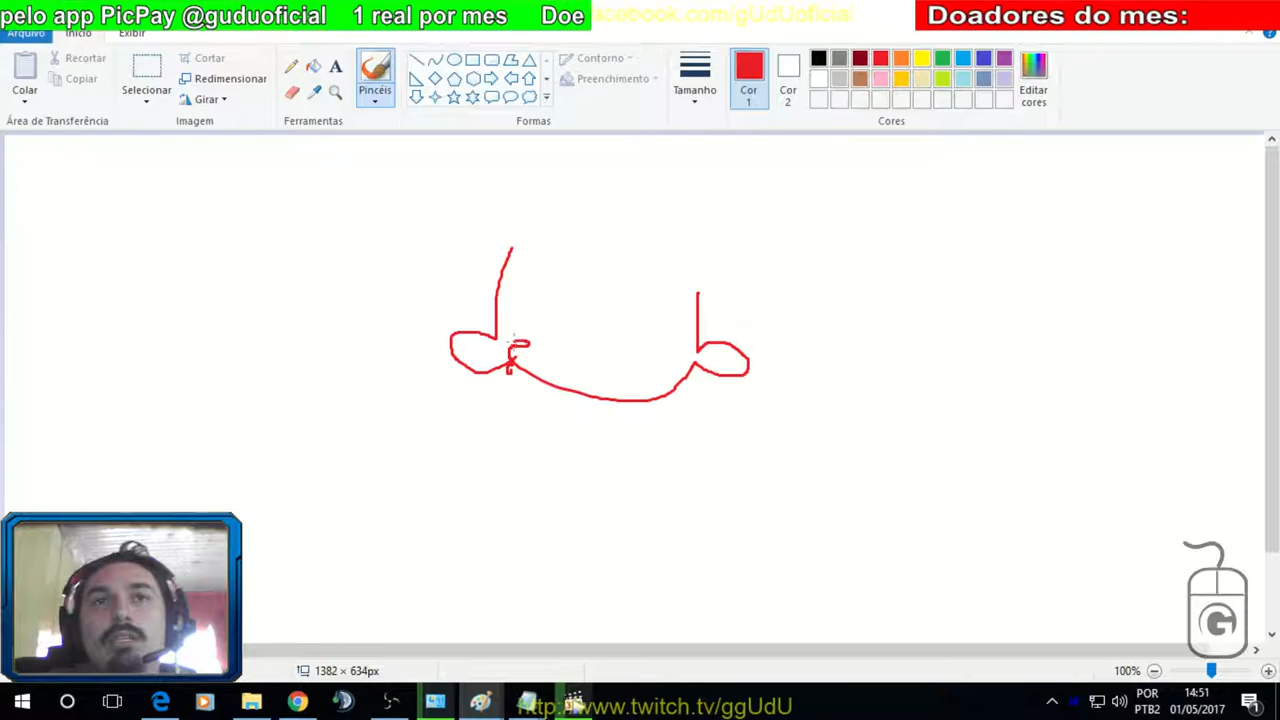 pelo app PicPay @guduoficial 1 real por mes Doe
facebook.com/gUdUoficial
Doadores do mes:
Arquivo Início Exibir
Colar
Recortar
Copiar
Área de Transferência
Selecionar
Cortar
Redimensionar
Girar
Imagem
Ferramentas
Pincéis
Formas
Contorno
Preenchimento
Tamanho
Cor 1
Cor 2
Cores
Editar cores
G
1382 × 634px
100%
http://www.twitch.tv/ggUdU
POR
PTB2
14:51
01/05/2017
1